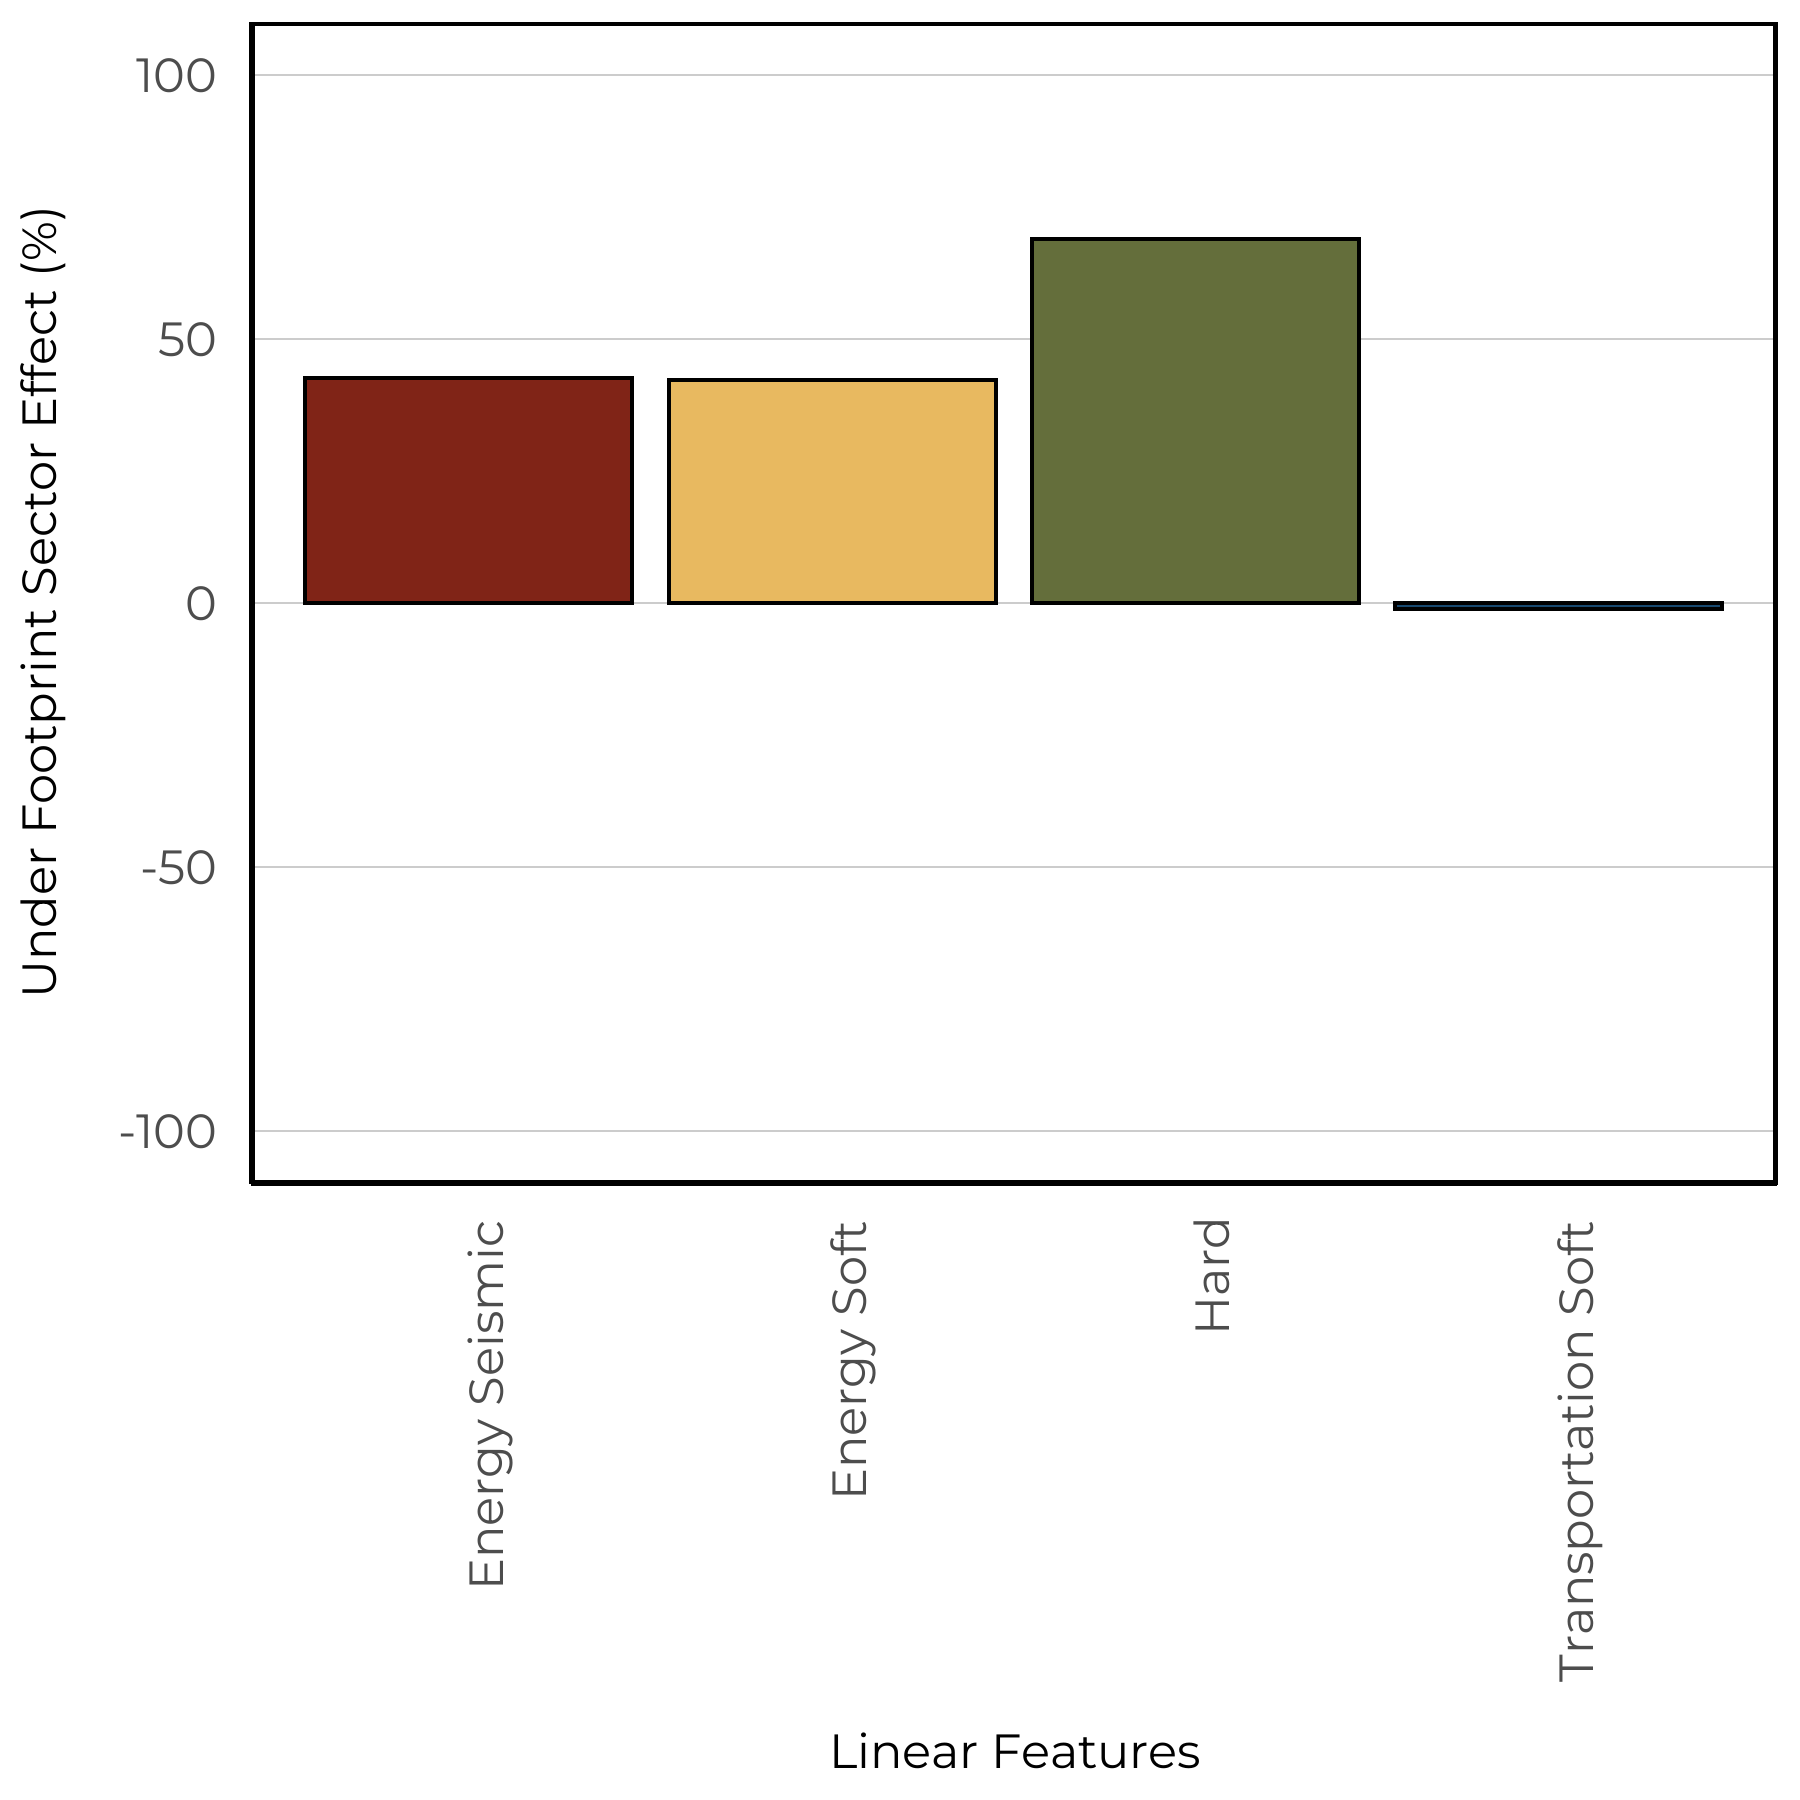 Under Footprint Sector Effect (%)
100
50
0
-50
-100
Energy Seismic
Energy Soft
Hard
Transportation Soft
Linear Features